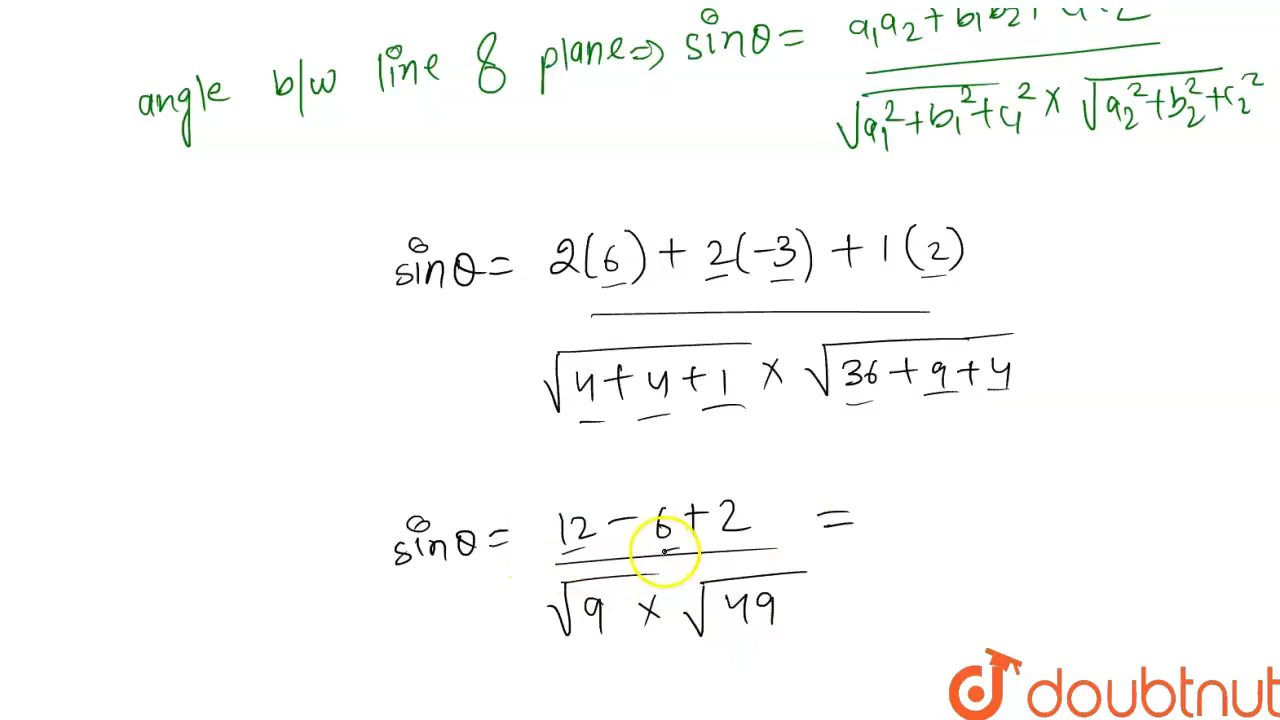 angle b/w line & plane ⇒ sinθ = a₁a₂ + b₁b₂ +
√a₁² + b₁² + c₁² × √a₂² + b₂² + c₂²
sinθ = 2(6) + 2(-3) + 1(2)
√4 + 4 + 1 × √36 + 9 + 4
sinθ = 12 - 6 + 2 =
√9 × √49
doubtnut